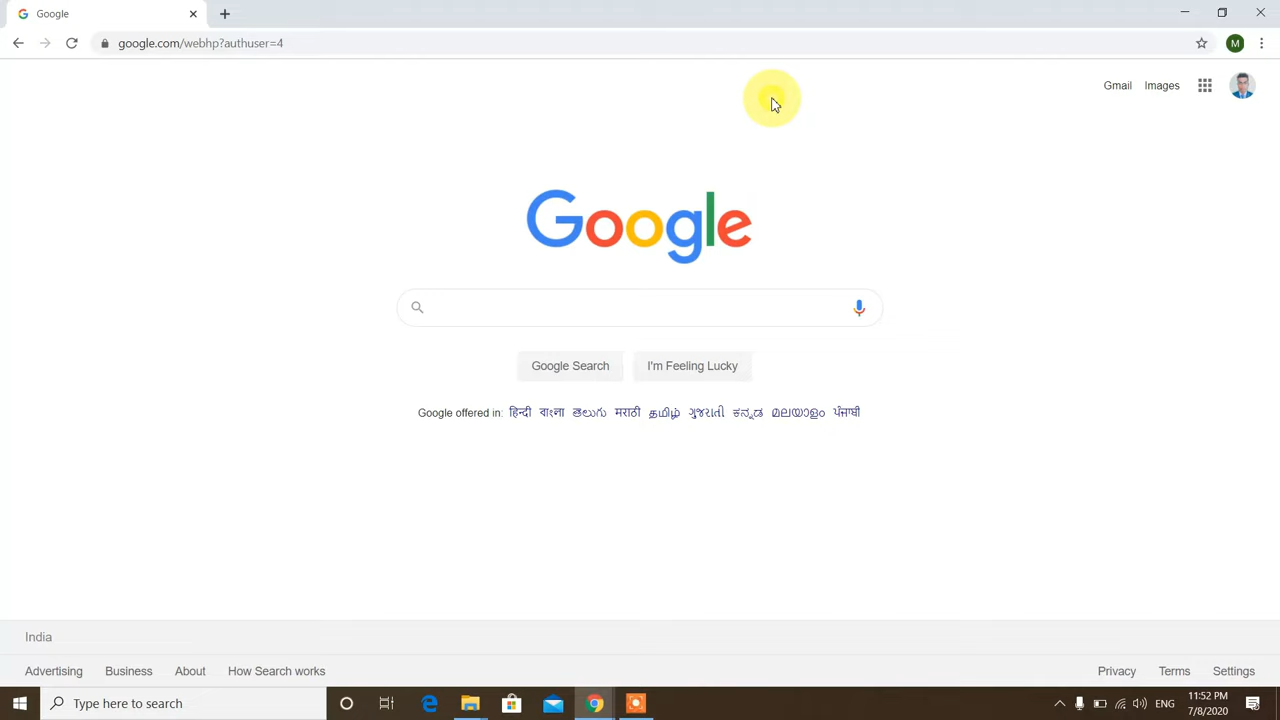 Google
google.com/webhp?authuser=4
M
Gmail Images
Google
Google Search I'm Feeling Lucky
Google offered in: हिन्दी বাংলা తెలుగు मराठी தமிழ் ગુજરાતી ಕನ್ನಡ മലയാളം ਪੰਜਾਬੀ
India
Advertising Business About How Search works Privacy Terms Settings
Type here to search ENG 11:52 PM
7/8/2020